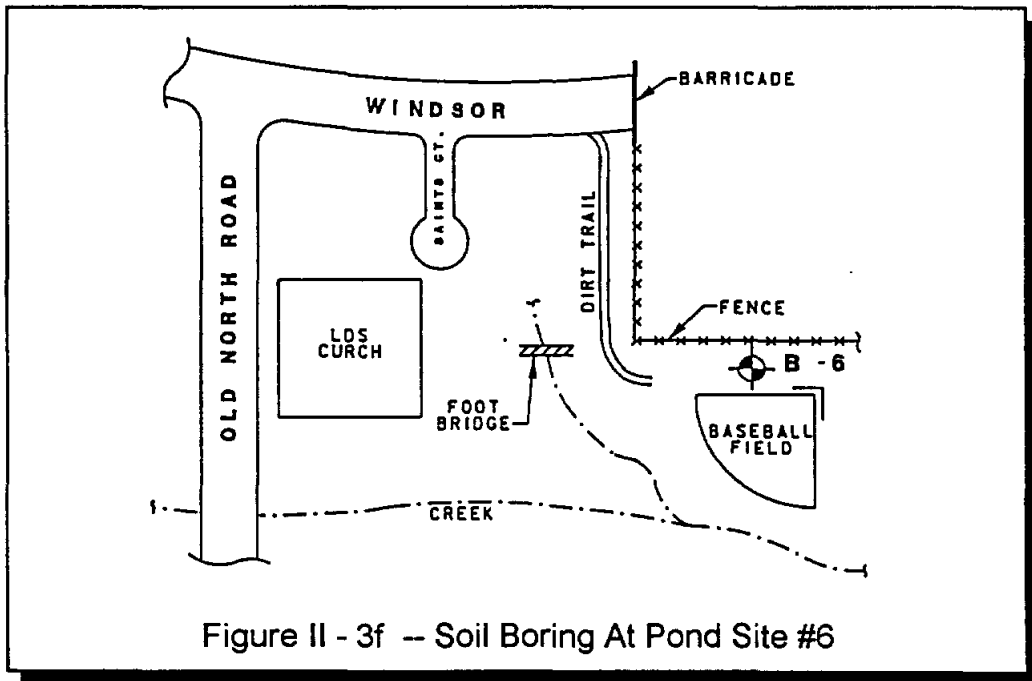 BARRICADE
WINDSOR
SAINTS CT.
OLD NORTH ROAD
DIRT TRAIL
FENCE
LDS
CURCH
B - 6
FOOT
BRIDGE
BASEBALL
FIELD
CREEK
Figure II - 3f -- Soil Boring At Pond Site #6